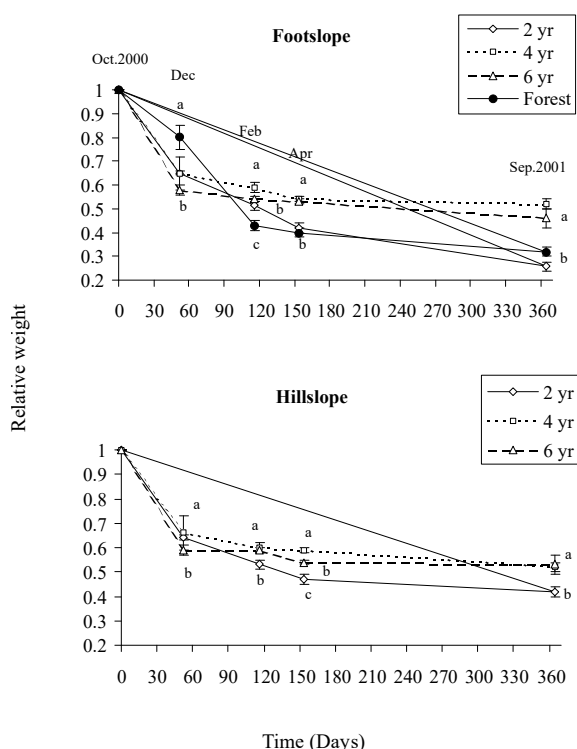 Footslope
2 yr
4 yr
6 yr
Forest
Oct.2000
Dec
Feb
Apr
Sep.2001
a
a
a
a
b
b
c
b
b
1
0.9
0.8
0.7
0.6
0.5
0.4
0.3
0.2
0 30 60 90 120 150 180 210 240 270 300 330 360
Relative weight
Hillslope
2 yr
4 yr
6 yr
a
a
a
a
b
b
c
b
b
1
0.9
0.8
0.7
0.6
0.5
0.4
0.3
0.2
0 30 60 90 120 150 180 210 240 270 300 330 360
Time (Days)